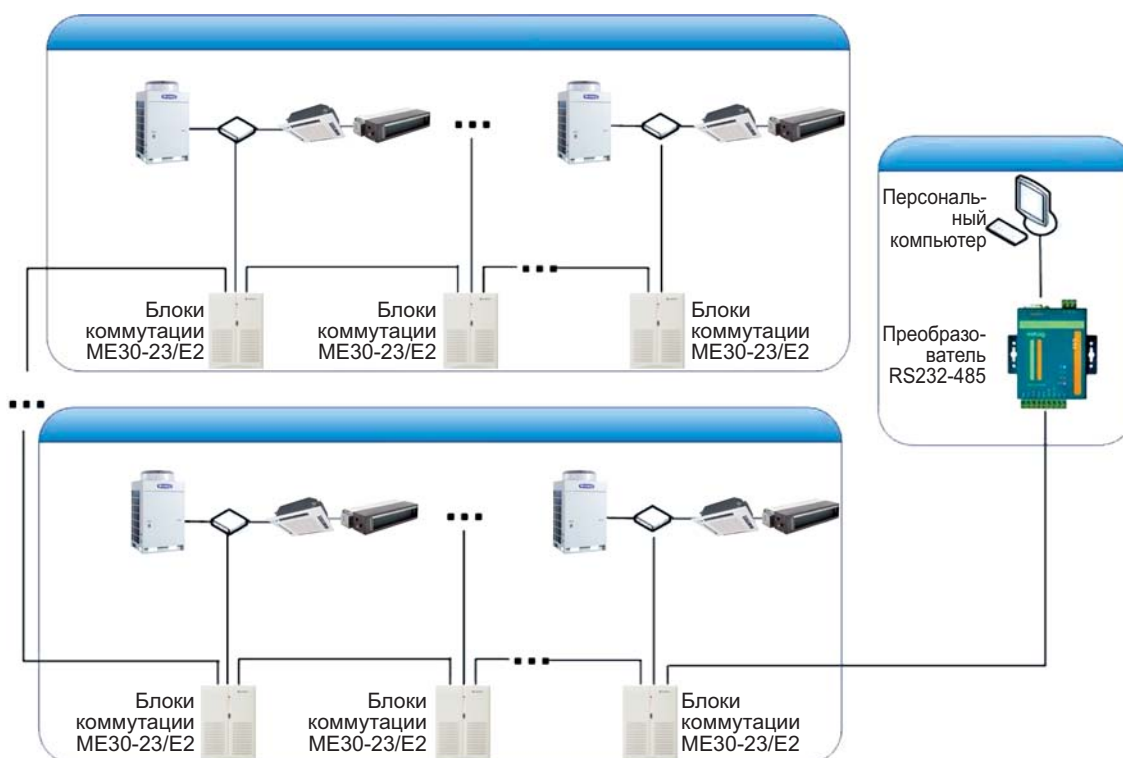 Персональ-
ный
компьютер
Блоки
коммутации
ME30-23/E2
Блоки
коммутации
ME30-23/E2
Блоки
коммутации
ME30-23/E2
Преобразо-
ватель
RS232-485
Блоки
коммутации
ME30-23/E2
Блоки
коммутации
ME30-23/E2
Блоки
коммутации
ME30-23/E2